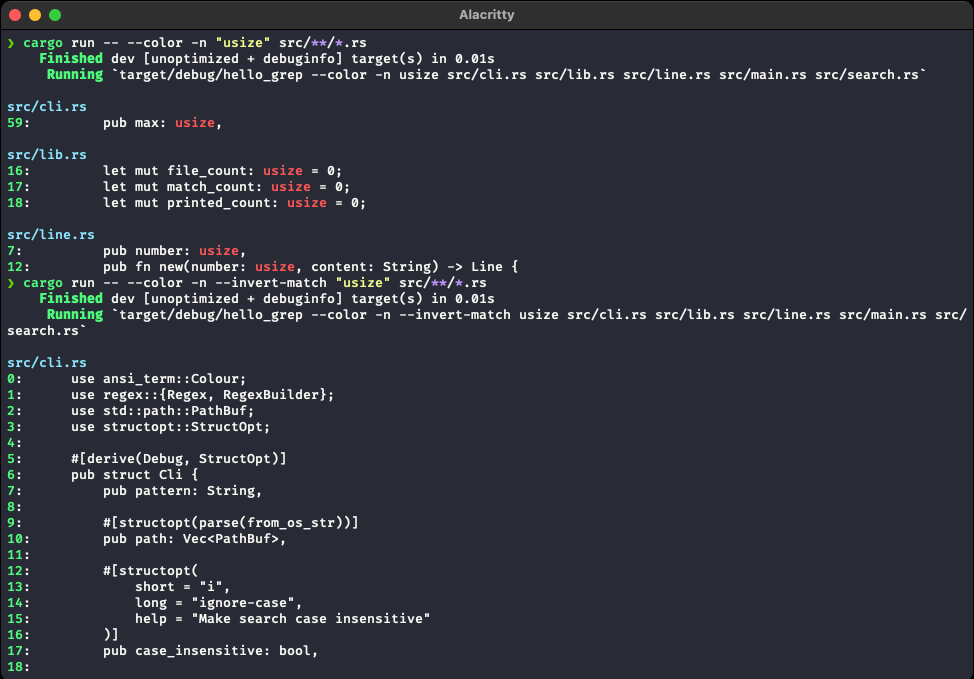 Alacritty
❯ cargo run -- --color -n "usize" src/**/*.rs
    Finished dev [unoptimized + debuginfo] target(s) in 0.01s
     Running `target/debug/hello_grep --color -n usize src/cli.rs src/lib.rs src/line.rs src/main.rs src/search.rs`

src/cli.rs
59:         pub max: usize,

src/lib.rs
16:         let mut file_count: usize = 0;
17:         let mut match_count: usize = 0;
18:         let mut printed_count: usize = 0;

src/line.rs
7:          pub number: usize,
12:         pub fn new(number: usize, content: String) -> Line {
❯ cargo run -- --color -n --invert-match "usize" src/**/*.rs
    Finished dev [unoptimized + debuginfo] target(s) in 0.01s
     Running `target/debug/hello_grep --color -n --invert-match usize src/cli.rs src/lib.rs src/line.rs src/main.rs src/
search.rs`

src/cli.rs
0:      use ansi_term::Colour;
1:      use regex::{Regex, RegexBuilder};
2:      use std::path::PathBuf;
3:      use structopt::StructOpt;
4:
5:      #[derive(Debug, StructOpt)]
6:      pub struct Cli {
7:          pub pattern: String,
8:
9:          #[structopt(parse(from_os_str))]
10:         pub path: Vec<PathBuf>,
11:
12:         #[structopt(
13:             short = "i",
14:             long = "ignore-case",
15:             help = "Make search case insensitive"
16:         )]
17:         pub case_insensitive: bool,
18: